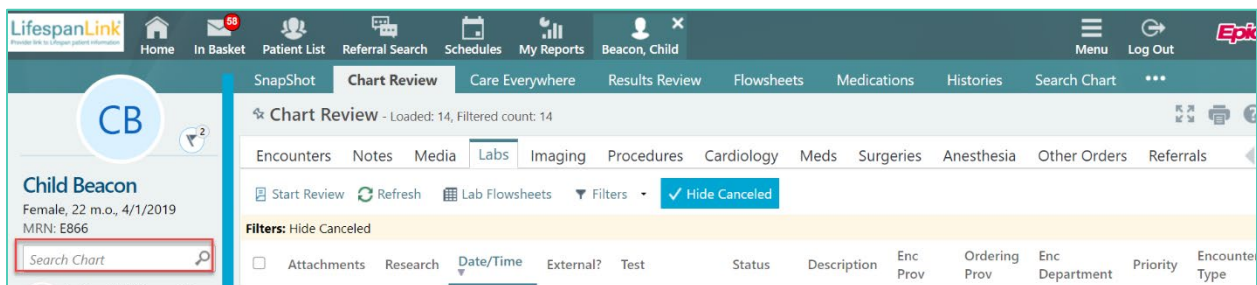 LifespanLink
Provider link to Lifespan patient information
58
Home In Basket Patient List Referral Search Schedules My Reports Beacon, Child Menu Log Out Epic
SnapShot Chart Review Care Everywhere Results Review Flowsheets Medications Histories Search Chart
CB
2
Chart Review - Loaded: 14, Filtered count: 14
Encounters Notes Media Labs Imaging Procedures Cardiology Meds Surgeries Anesthesia Other Orders Referrals
Child Beacon
Female, 22 m.o., 4/1/2019
MRN: E866
Search Chart
Start Review Refresh Lab Flowsheets Filters Hide Canceled
Filters: Hide Canceled
Attachments Research Date/Time External? Test Status Description Enc Prov Ordering Prov Enc Department Priority Encounter Type